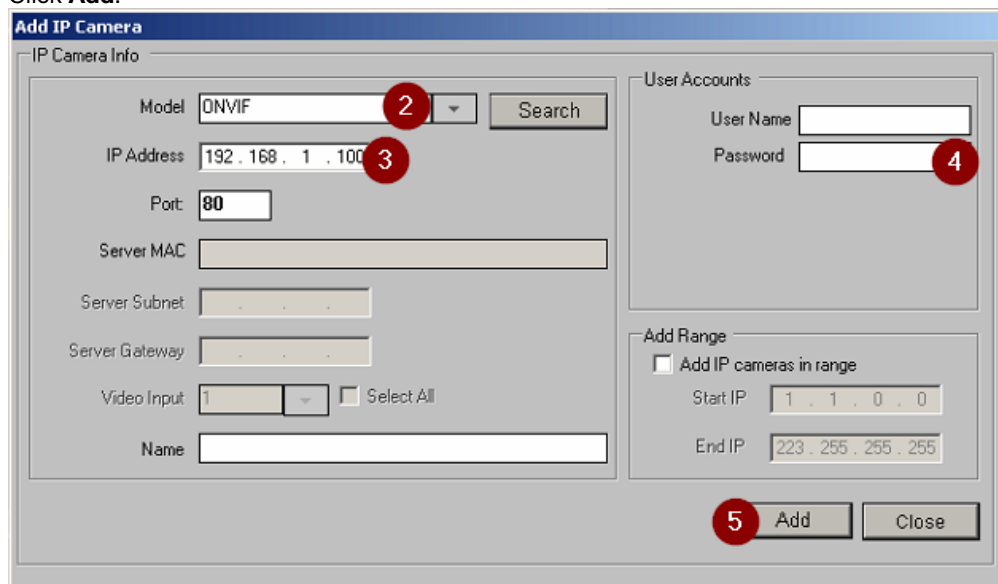 Click Add.
Add IP Camera
IP Camera Info
Model ONVIF 2 Search
IP Address 192 . 168 . 1 . 100 3
Port: 80
Server MAC
Server Subnet . . .
Server Gateway . . .
Video Input 1 Select All
Name
User Accounts
User Name
Password 4
Add Range
Add IP cameras in range
Start IP 1 . 1 . 0 . 0
End IP 223 . 255 . 255 . 255
5 Add Close